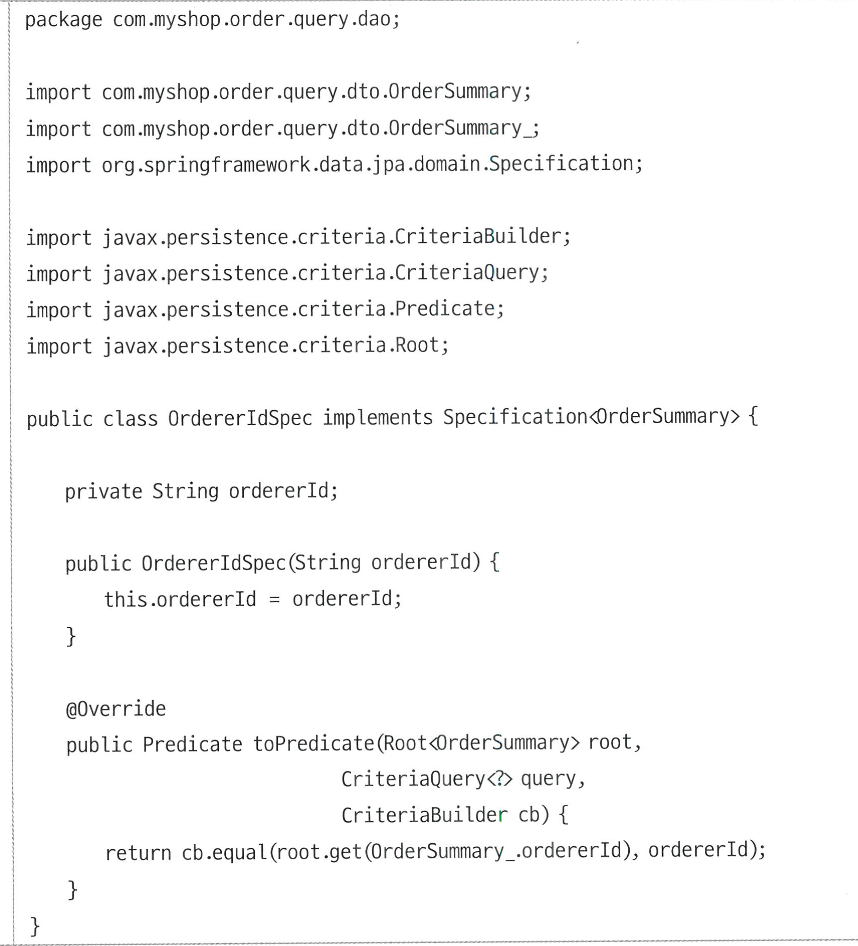 package com.myshop.order.query.dao;
import com.myshop.order.query.dto.OrderSummary;
import com.myshop.order.query.dto.OrderSummary_;
import org.springframework.data.jpa.domain.Specification;
import javax.persistence.criteria.CriteriaBuilder;
import javax.persistence.criteria.CriteriaQuery;
import javax.persistence.criteria.Predicate;
import javax.persistence.criteria.Root;
public class OrdererIdSpec implements Specification<OrderSummary> {
    private String ordererId;
    public OrdererIdSpec(String ordererId) {
        this.ordererId = ordererId;
    }
    @Override
    public Predicate toPredicate(Root<OrderSummary> root,
                                 CriteriaQuery<?> query,
                                 CriteriaBuilder cb) {
        return cb.equal(root.get(OrderSummary_.ordererId), ordererId);
    }
}